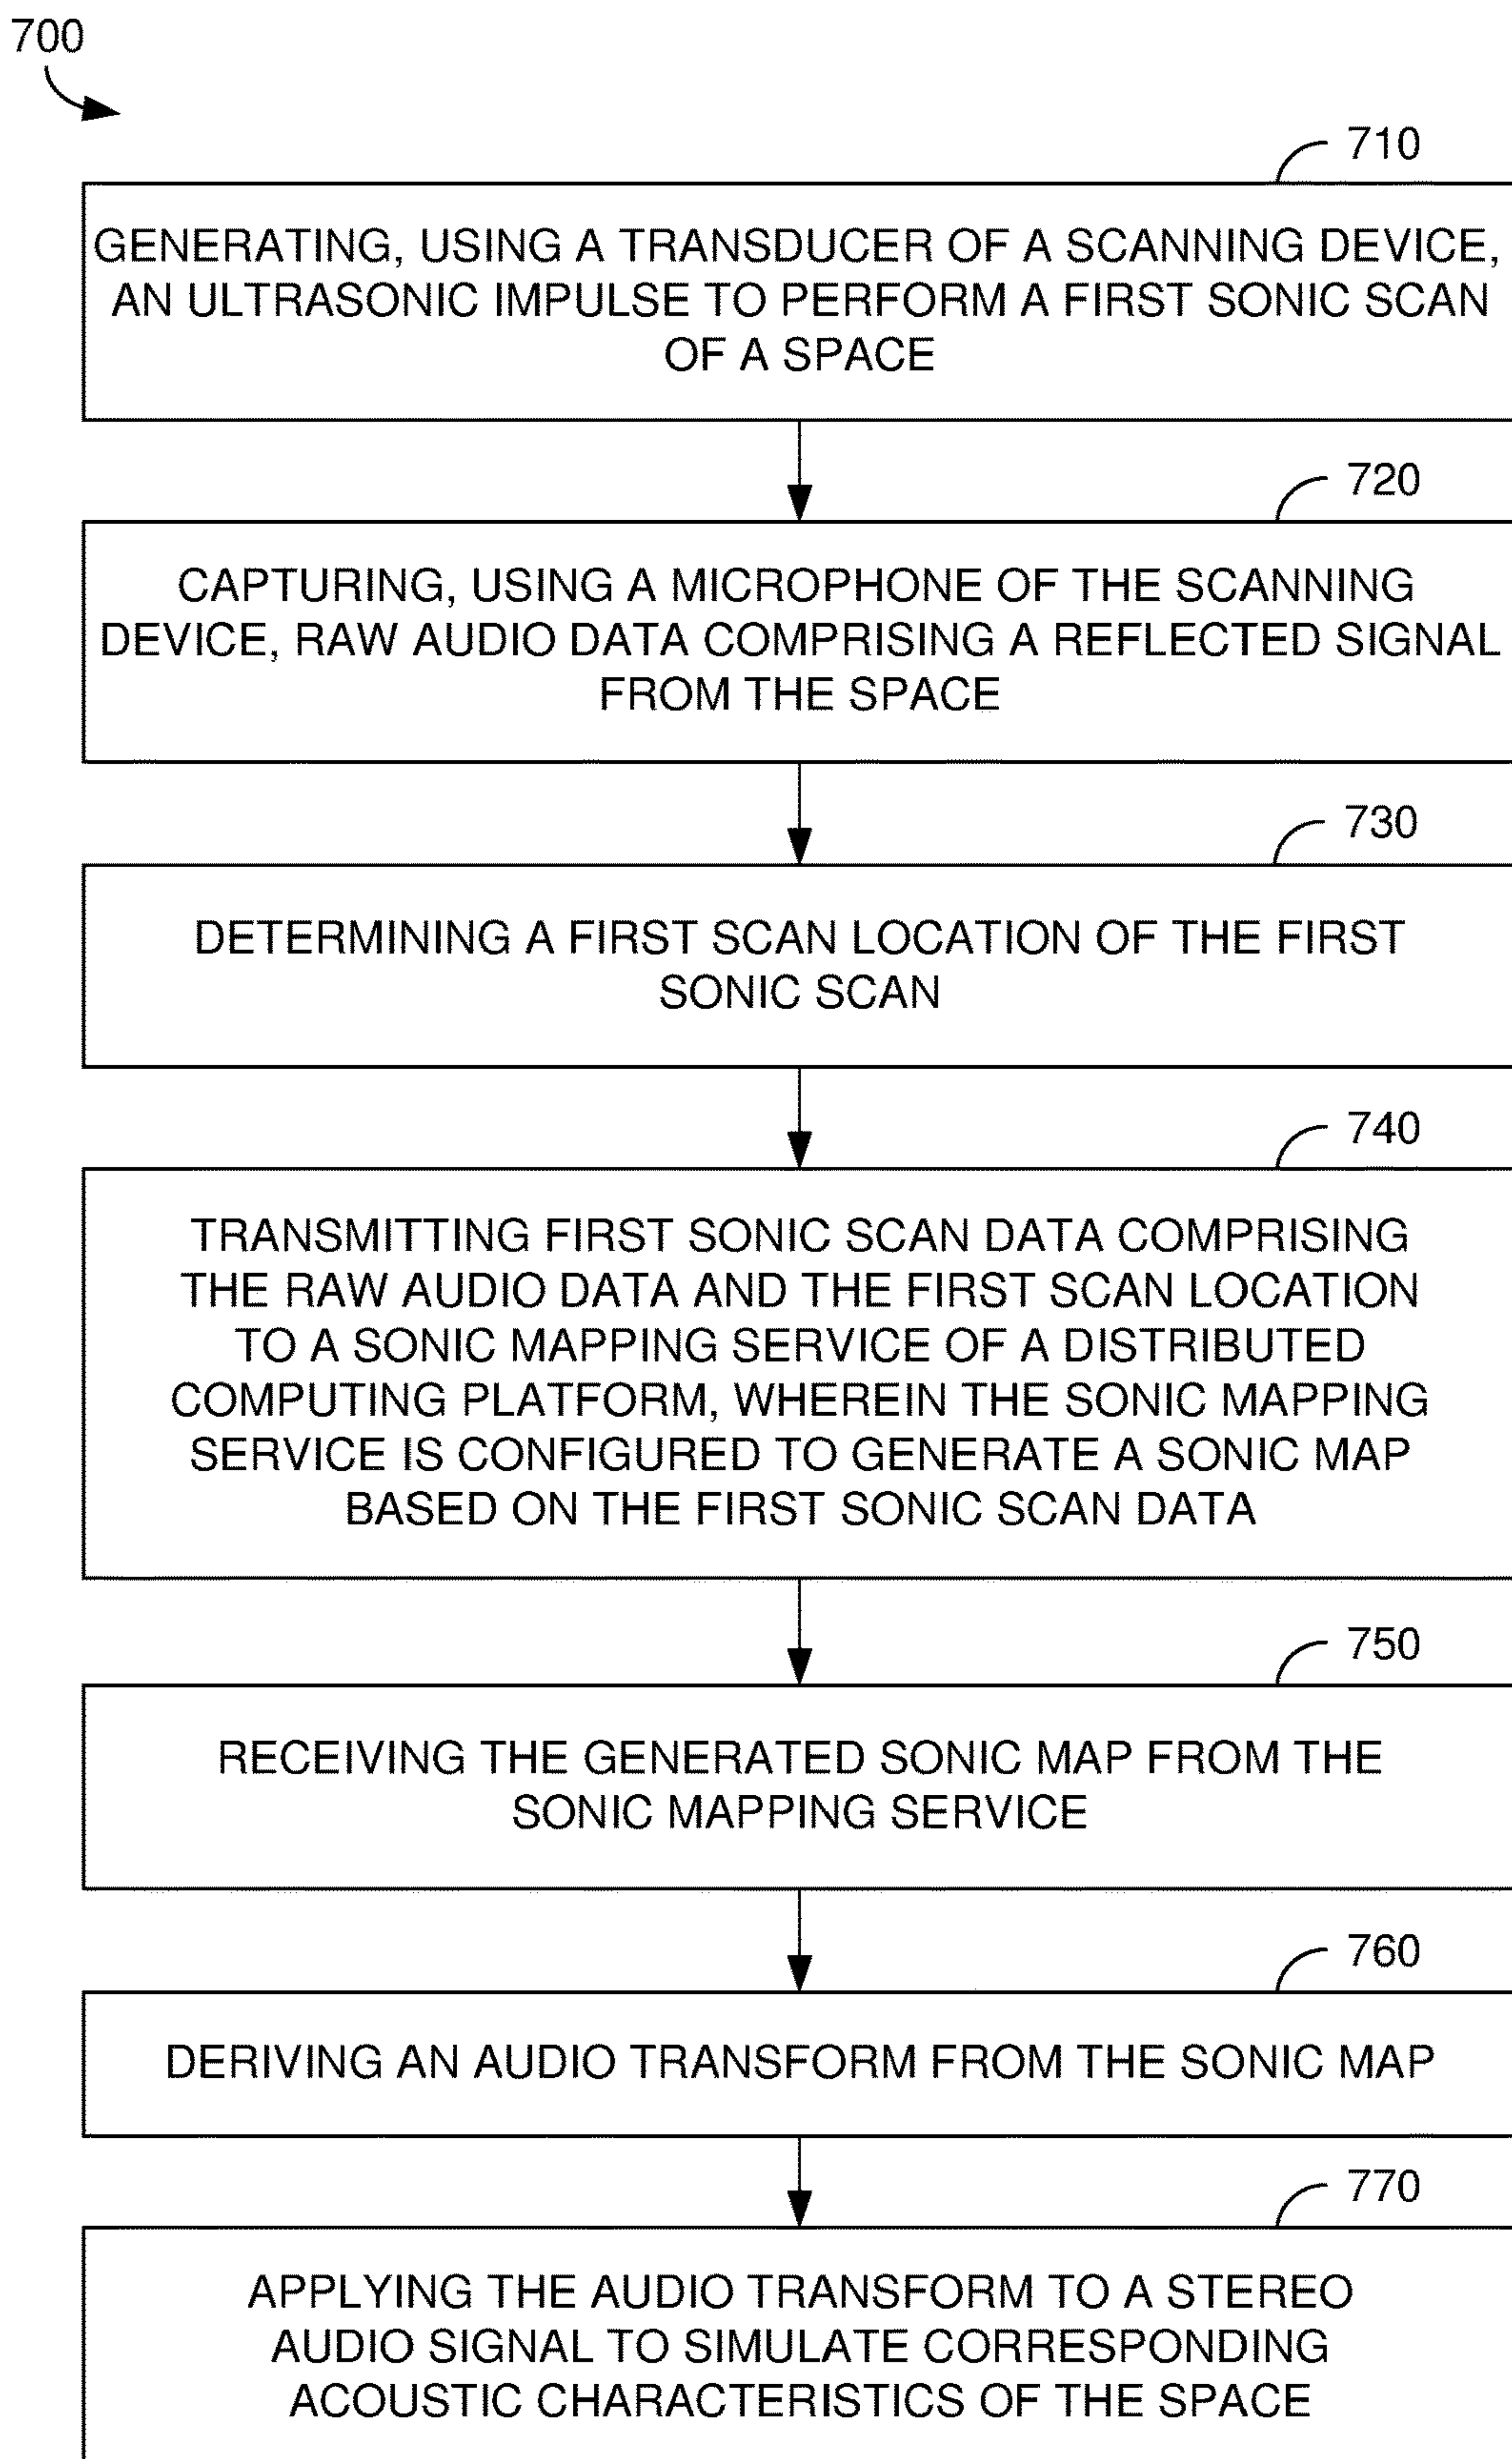 700
710
GENERATING, USING A TRANSDUCER OF A SCANNING DEVICE,
AN ULTRASONIC IMPULSE TO PERFORM A FIRST SONIC SCAN
OF A SPACE
720
CAPTURING, USING A MICROPHONE OF THE SCANNING
DEVICE, RAW AUDIO DATA COMPRISING A REFLECTED SIGNAL
FROM THE SPACE
730
DETERMINING A FIRST SCAN LOCATION OF THE FIRST
SONIC SCAN
740
TRANSMITTING FIRST SONIC SCAN DATA COMPRISING
THE RAW AUDIO DATA AND THE FIRST SCAN LOCATION
TO A SONIC MAPPING SERVICE OF A DISTRIBUTED
COMPUTING PLATFORM, WHEREIN THE SONIC MAPPING
SERVICE IS CONFIGURED TO GENERATE A SONIC MAP
BASED ON THE FIRST SONIC SCAN DATA
750
RECEIVING THE GENERATED SONIC MAP FROM THE
SONIC MAPPING SERVICE
760
DERIVING AN AUDIO TRANSFORM FROM THE SONIC MAP
770
APPLYING THE AUDIO TRANSFORM TO A STEREO
AUDIO SIGNAL TO SIMULATE CORRESPONDING
ACOUSTIC CHARACTERISTICS OF THE SPACE